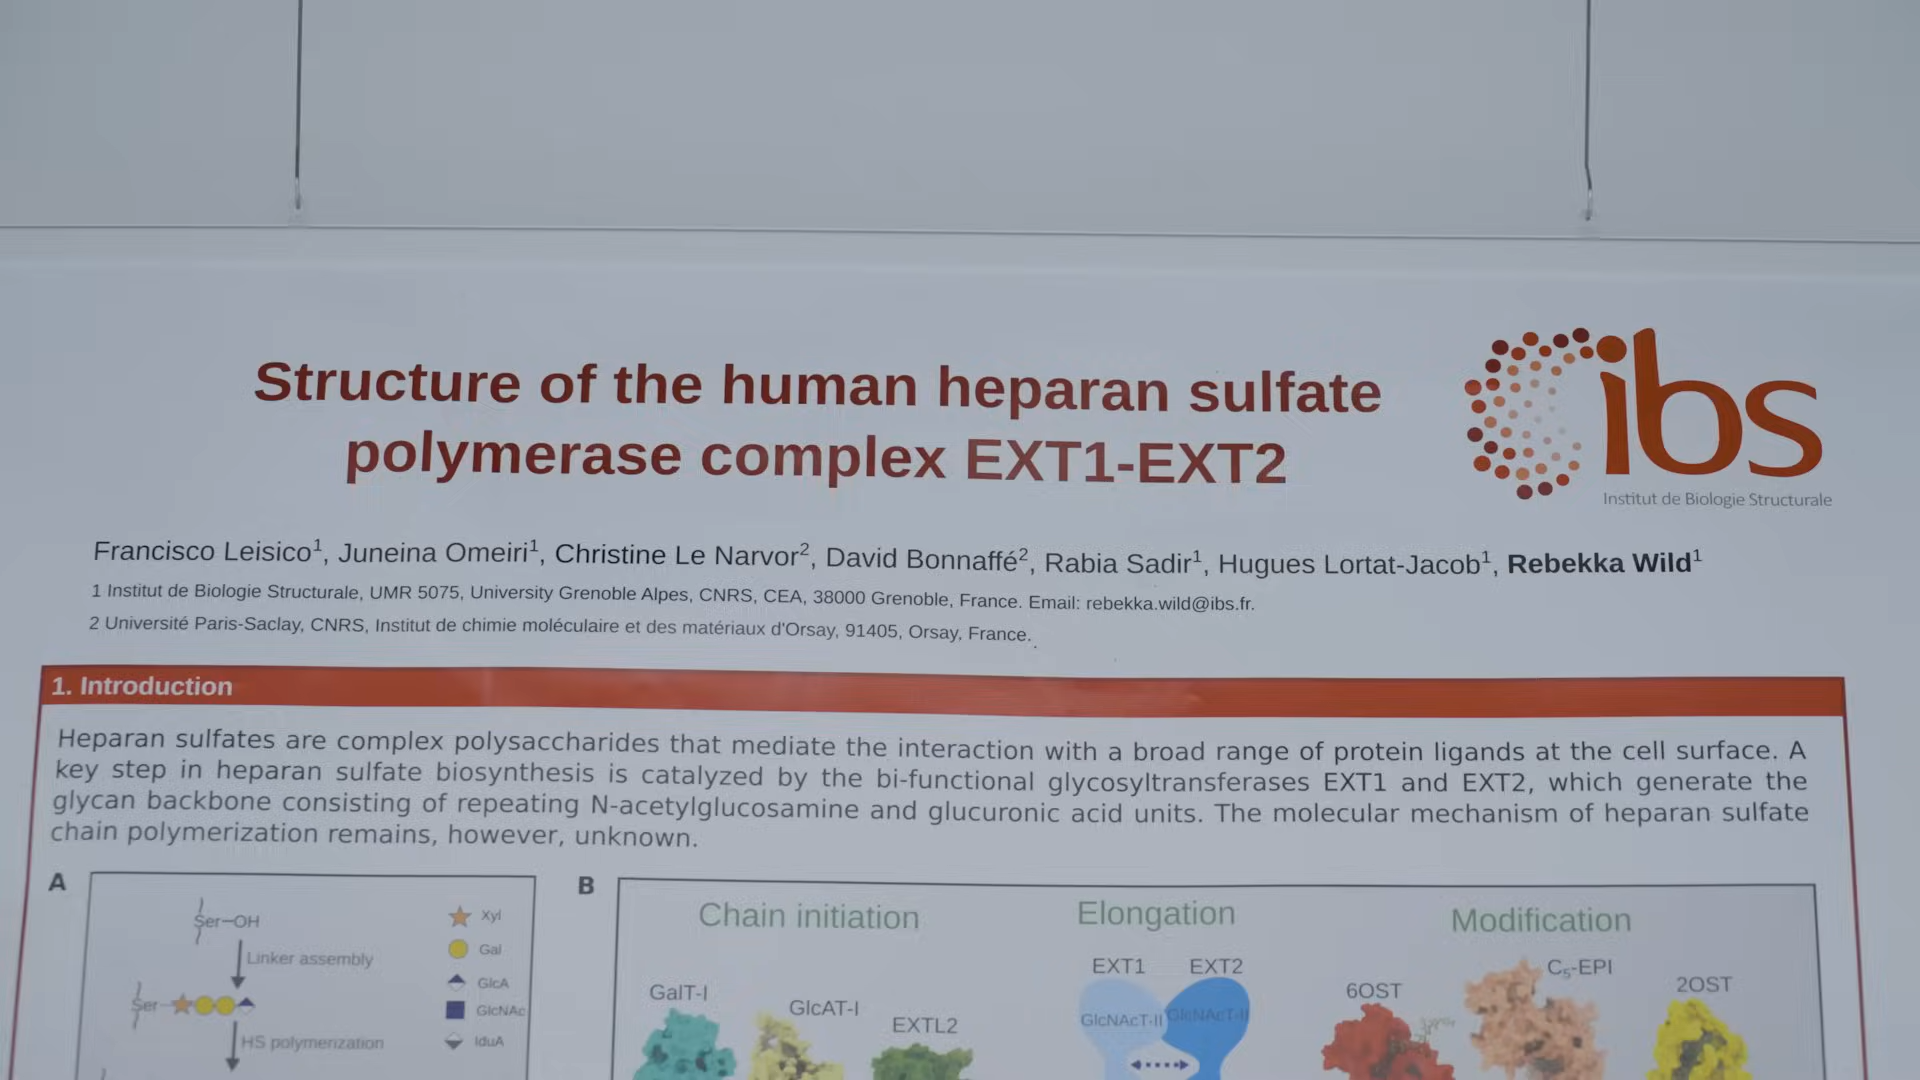 Structure of the human heparan sulfate
polymerase complex EXT1-EXT2
ibs
Institut de Biologie Structurale
Francisco Leisico1, Juneina Omeiri1, Christine Le Narvor2, David Bonnaffé2, Rabia Sadir1, Hugues Lortat-Jacob1, Rebekka Wild1
1 Institut de Biologie Structurale, UMR 5075, University Grenoble Alpes, CNRS, CEA, 38000 Grenoble, France. Email: rebekka.wild@ibs.fr.
2 Université Paris-Saclay, CNRS, Institut de chimie moléculaire et des matériaux d'Orsay, 91405, Orsay, France.
1. Introduction
Heparan sulfates are complex polysaccharides that mediate the interaction with a broad range of protein ligands at the cell surface. A
key step in heparan sulfate biosynthesis is catalyzed by the bi-functional glycosyltransferases EXT1 and EXT2, which generate the
glycan backbone consisting of repeating N-acetylglucosamine and glucuronic acid units. The molecular mechanism of heparan sulfate
chain polymerization remains, however, unknown.
A
Ser-OH
Linker assembly
Ser
HS polymerization
Xyl
Gal
GlcA
GlcNAc
IduA
B
Chain initiation
GalT-I
GlcAT-I
EXTL2
Elongation
EXT1 EXT2
GlcNAcT-II GlcNAcT-II
Modification
6OST
C5-EPI
2OST